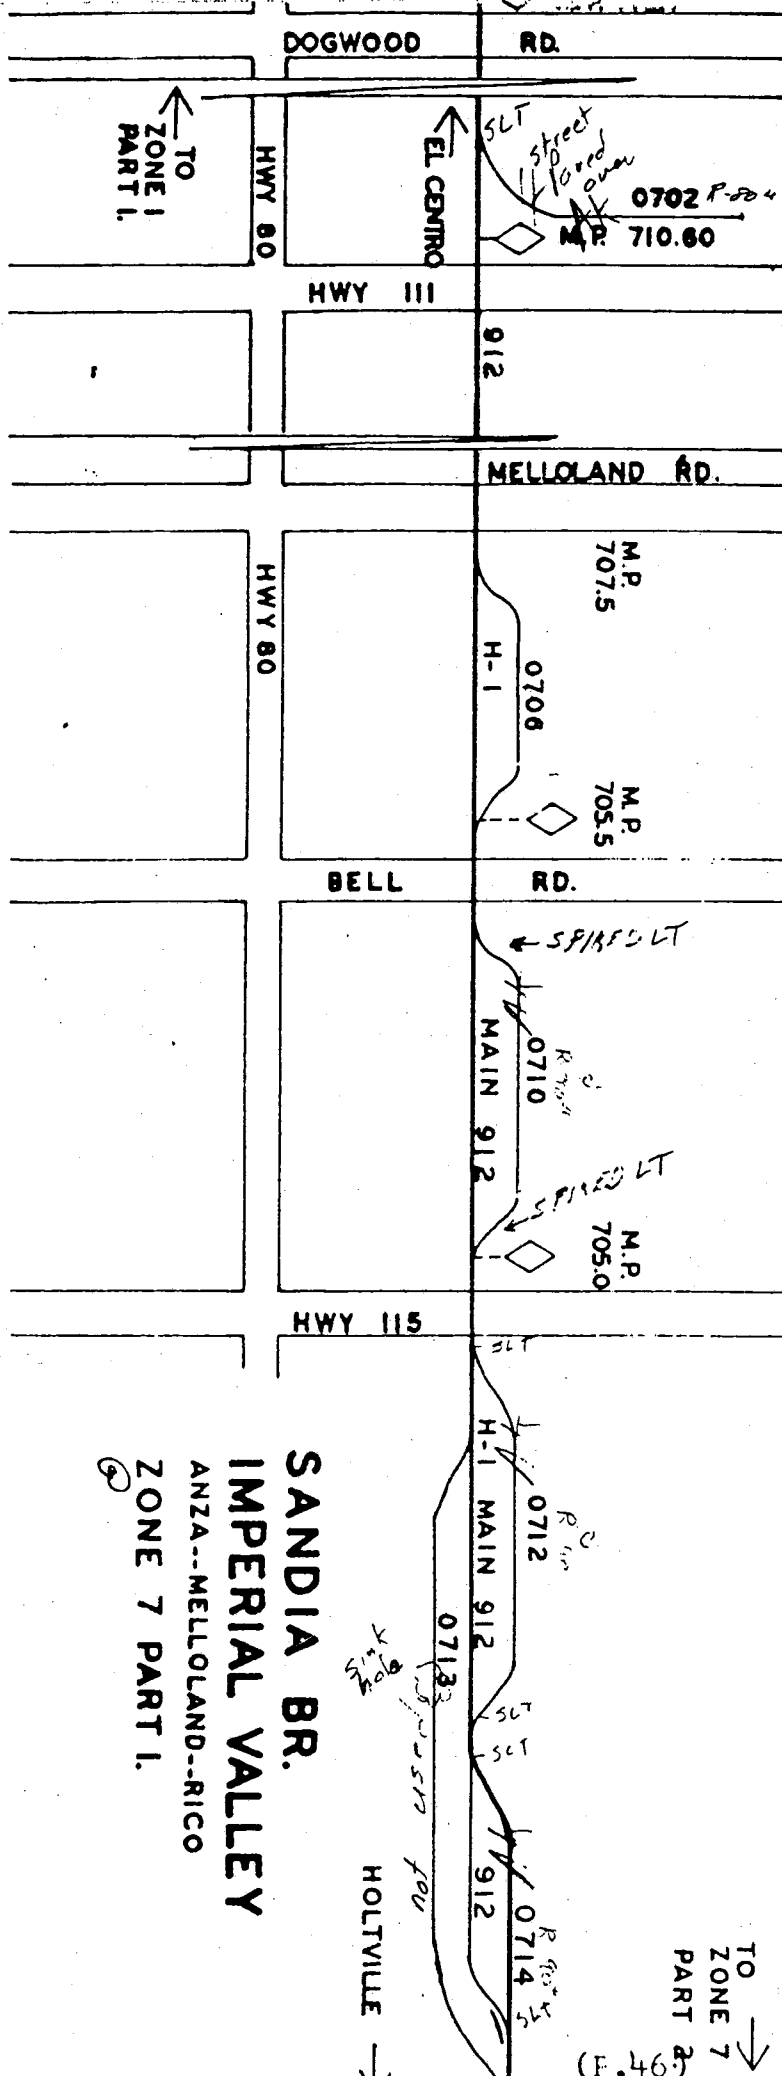 DOGWOOD RD.
TO
ZONE 1
PART 1.
HWY 80
EL CENTRO
SLT
street
paved
over
0702
M.P. 710.60
HWY 111
912
MELLOLAND RD.
M.P.
707.5
HWY 80
H-1
0706
M.P.
705.5
BELL RD.
SPIKED LT
0710
MAIN 912
SPIKED LT
M.P.
705.0
HWY 115
SLT
H-1 MAIN 912
0712
0713
sink
hole
SLT
SLT
912
0714
SLT
SANDIA BR.
IMPERIAL VALLEY
ANZA--MELLOLAND--RICO
ZONE 7 PART 1.
HOLTVILLE
TO
ZONE 7
PART 2